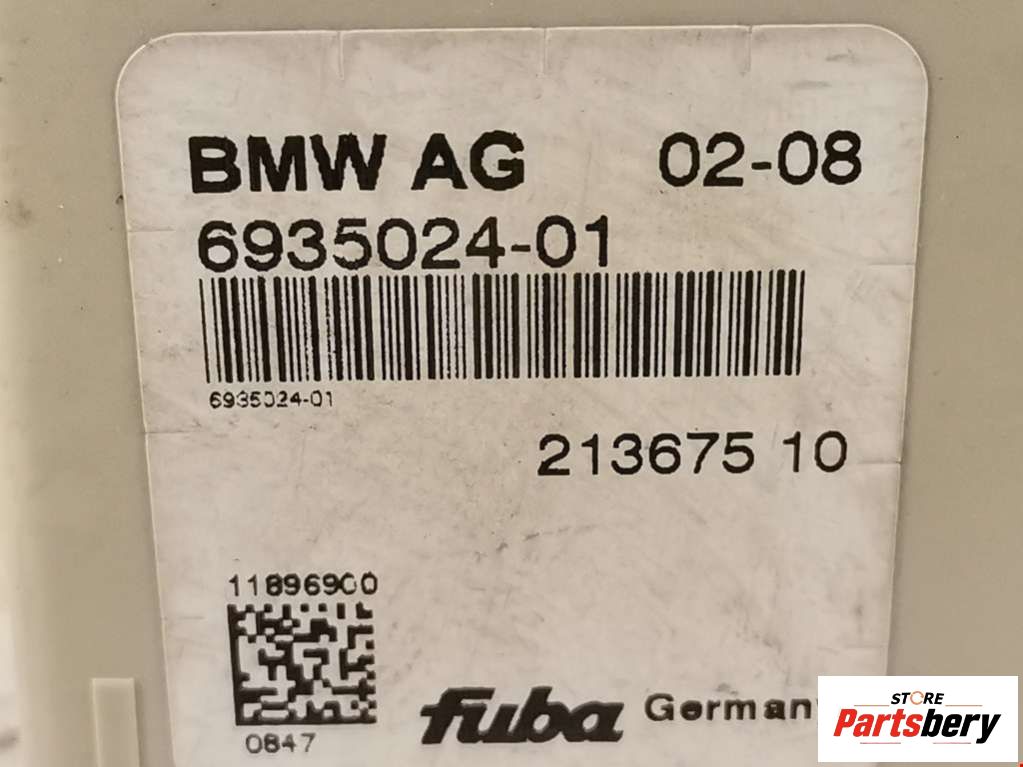 BMW AG 02-08
6935024-01
6935024-01
213675 10
11896900
0847
fuba Germany
STORE
Partsbery